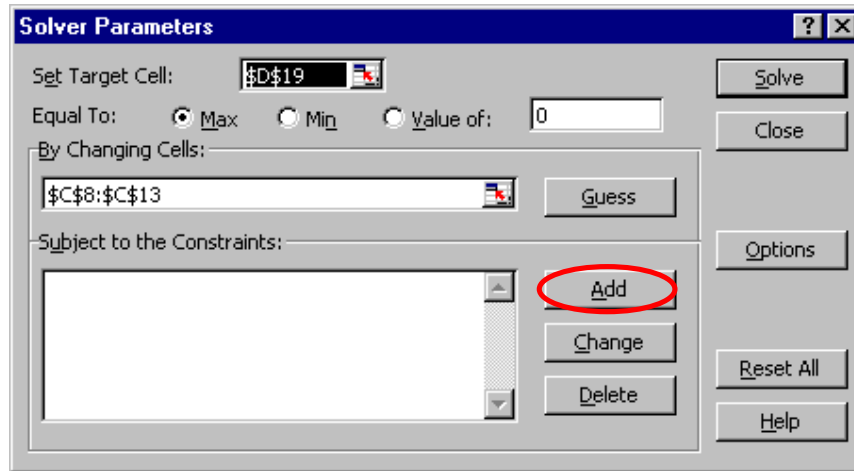 Solver Parameters
Set Target Cell: $D$19 Solve
Equal To: Max Min Value of: 0
Close
By Changing Cells:
$C$8:$C$13 Guess
Subject to the Constraints:
Options
Add
Change
Reset All
Delete
Help